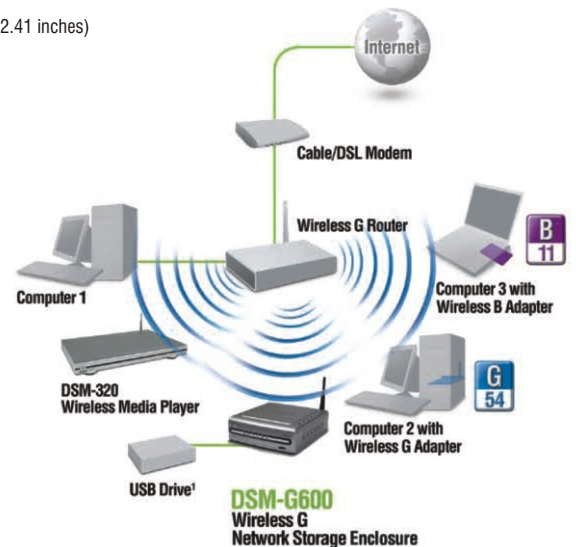 2.41 inches)
Internet
Cable/DSL Modem
Wireless G Router
B
11
Computer 1
Computer 3 with
Wireless B Adapter
DSM-320
Wireless Media Player
G
54
Computer 2 with
Wireless G Adapter
USB Drive¹
DSM-G600
Wireless G
Network Storage Enclosure